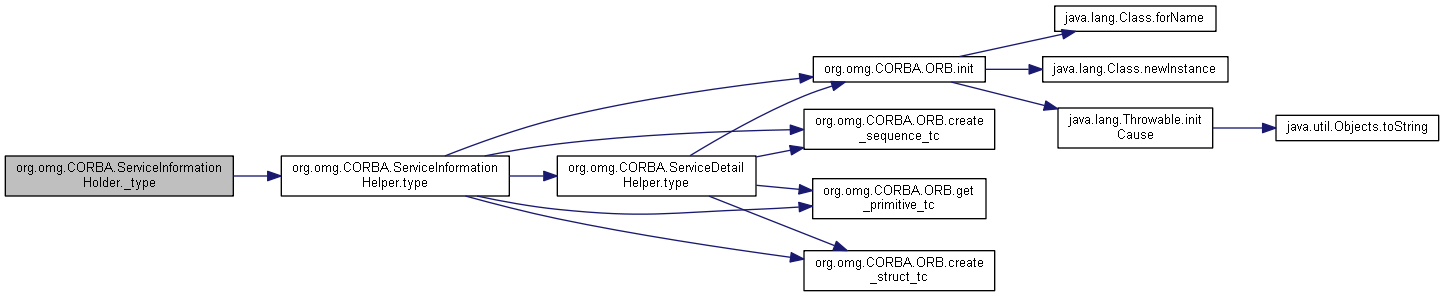 org.omg.CORBA.ServiceInformation
Holder._type
org.omg.CORBA.ServiceInformation
Helper.type
org.omg.CORBA.ServiceDetail
Helper.type
org.omg.CORBA.ORB.init
org.omg.CORBA.ORB.create
_sequence_tc
org.omg.CORBA.ORB.get
_primitive_tc
org.omg.CORBA.ORB.create
_struct_tc
java.lang.Class.forName
java.lang.Class.newInstance
java.lang.Throwable.init
Cause
java.util.Objects.toString